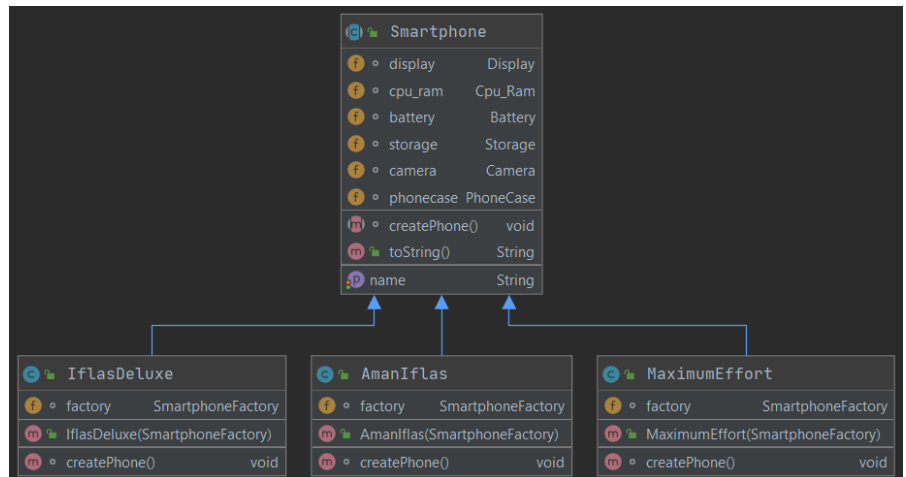 Smartphone
display Display
cpu_ram Cpu_Ram
battery Battery
storage Storage
camera Camera
phonecase PhoneCase
createPhone() void
toString() String
name String
IflasDeluxe
factory SmartphoneFactory
IflasDeluxe(SmartphoneFactory)
createPhone() void
AmanIflas
factory SmartphoneFactory
AmanIflas(SmartphoneFactory)
createPhone() void
MaximumEffort
factory SmartphoneFactory
MaximumEffort(SmartphoneFactory)
createPhone() void